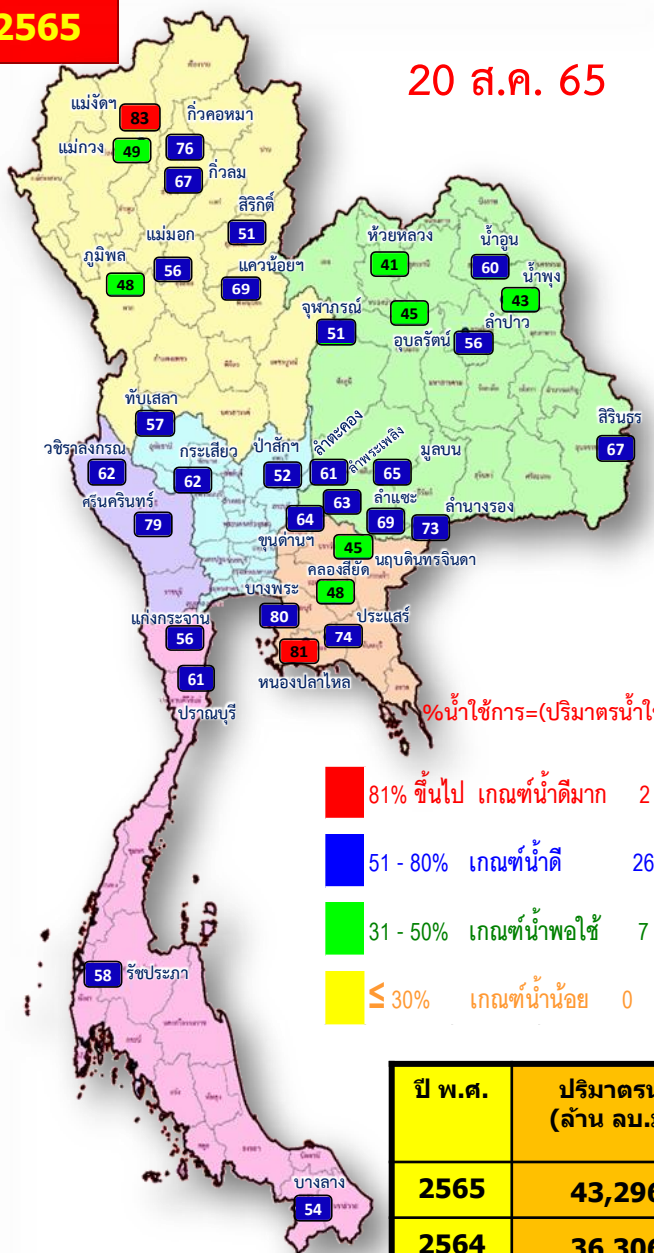 2565
20 ส.ค. 65
แม่งัดฯ
83
กิ่วคอหมา
76
แม่กวง
49
กิ่วลม
67
สิริกิติ์
51
แม่มอก
56
ภูมิพล
48
แควน้อยฯ
69
ห้วยหลวง
41
น้ำอูน
60
น้ำพุง
43
จุฬาภรณ์
51
อุบลรัตน์
45
ลำปาว
56
ทับเสลา
57
สิรินธร
67
วชิราลงกรณ
62
กระเสียว
62
ป่าสักฯ
52
ลำตะคอง
61
ลำพระเพลิง
65
มูลบน
63
ศรีนครินทร์
79
ขุนด่านฯ
64
ลำแชะ
69
ลำนางรอง
73
นฤบดินทรจินดา
45
คลองสียัด
48
บางพระ
80
ประแสร์
74
แก่งกระจาน
56
หนองปลาไหล
81
ปราณบุรี
61
%น้ำใช้การ=(ปริมาตรน้ำใช้
81% ขึ้นไป เกณฑ์น้ำดีมาก 2
51 - 80% เกณฑ์น้ำดี 26
31 - 50% เกณฑ์น้ำพอใช้ 7
≤ 30% เกณฑ์น้ำน้อย 0
รัชประภา
58
บางลาง
54
ปี พ.ศ. ปริมาตรน
(ล้าน ลบ.ม
2565 43,296
2564 36,306